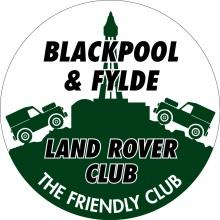 BLACKPOOL
& FYLDE
LAND ROVER
CLUB
THE FRIENDLY CLUB